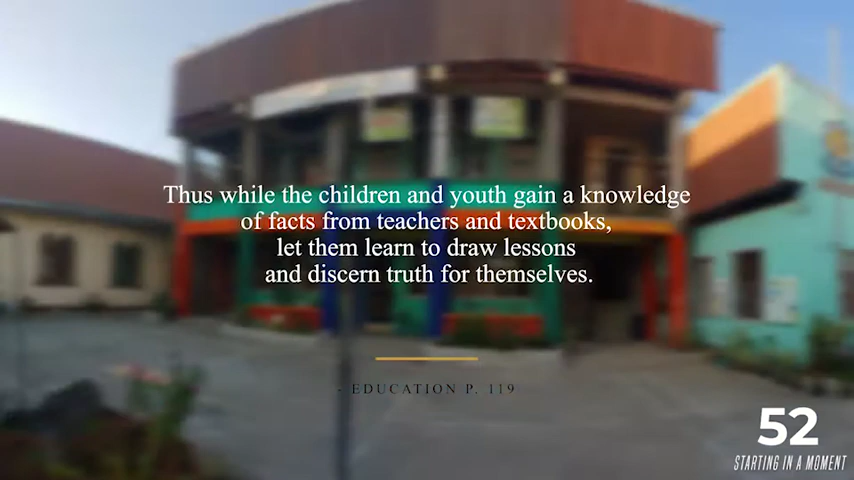 Thus while the children and youth gain a knowledge
of facts from teachers and textbooks,
let them learn to draw lessons
and discern truth for themselves.
- EDUCATION P. 119
52
STARTING IN A MOMENT